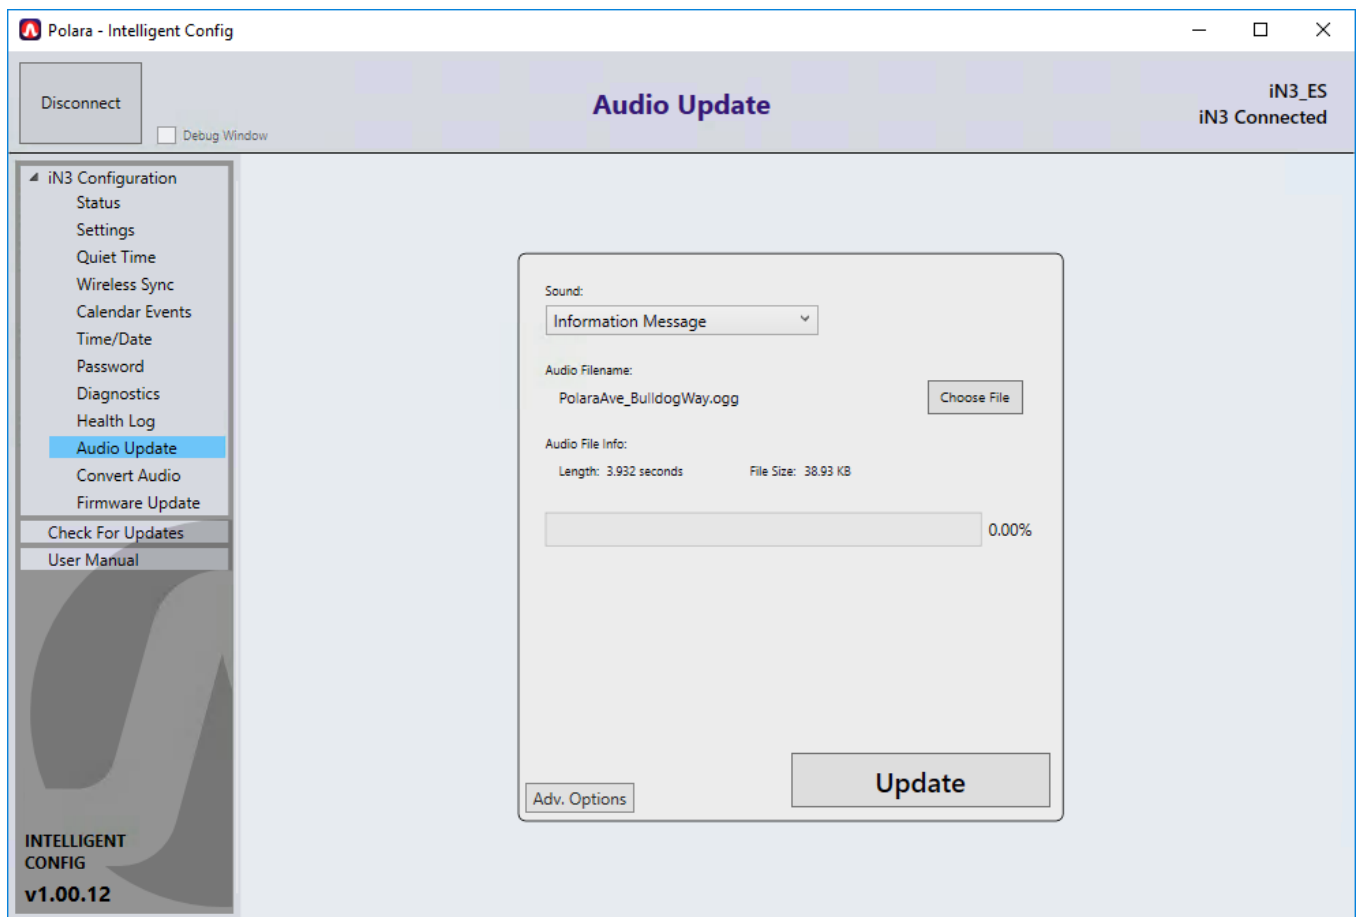 Polara - Intelligent Config
Disconnect
Debug Window
Audio Update
iN3_ES
iN3 Connected
iN3 Configuration
Status
Settings
Quiet Time
Wireless Sync
Calendar Events
Time/Date
Password
Diagnostics
Health Log
Audio Update
Convert Audio
Firmware Update
Check For Updates
User Manual
INTELLIGENT
CONFIG
v1.00.12
Sound:
Information Message
Audio Filename:
PolaraAve_BulldogWay.ogg
Choose File
Audio File Info:
Length: 3.932 seconds File Size: 38.93 KB
0.00%
Adv. Options
Update